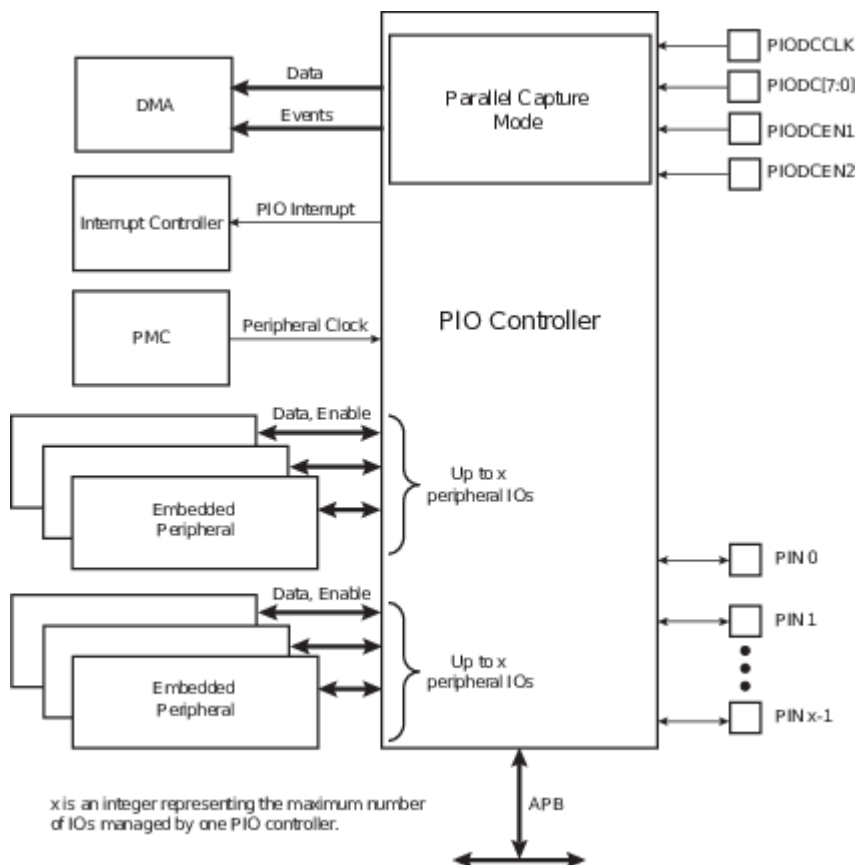 PIODCCLK
Data
DMA
Parallel Capture
Mode
PIODC[7:0]
Events
PIODCEN1
PIODCEN2
PIO Interrupt
Interrupt Controller
PIO Controller
Peripheral Clock
PMC
Data, Enable
Up to x
peripheral IOs
Embedded
Peripheral
PIN 0
Data, Enable
PIN 1
Up to x
peripheral IOs
Embedded
Peripheral
PIN x-1
x is an integer representing the maximum number
of IOs managed by one PIO controller.
APB